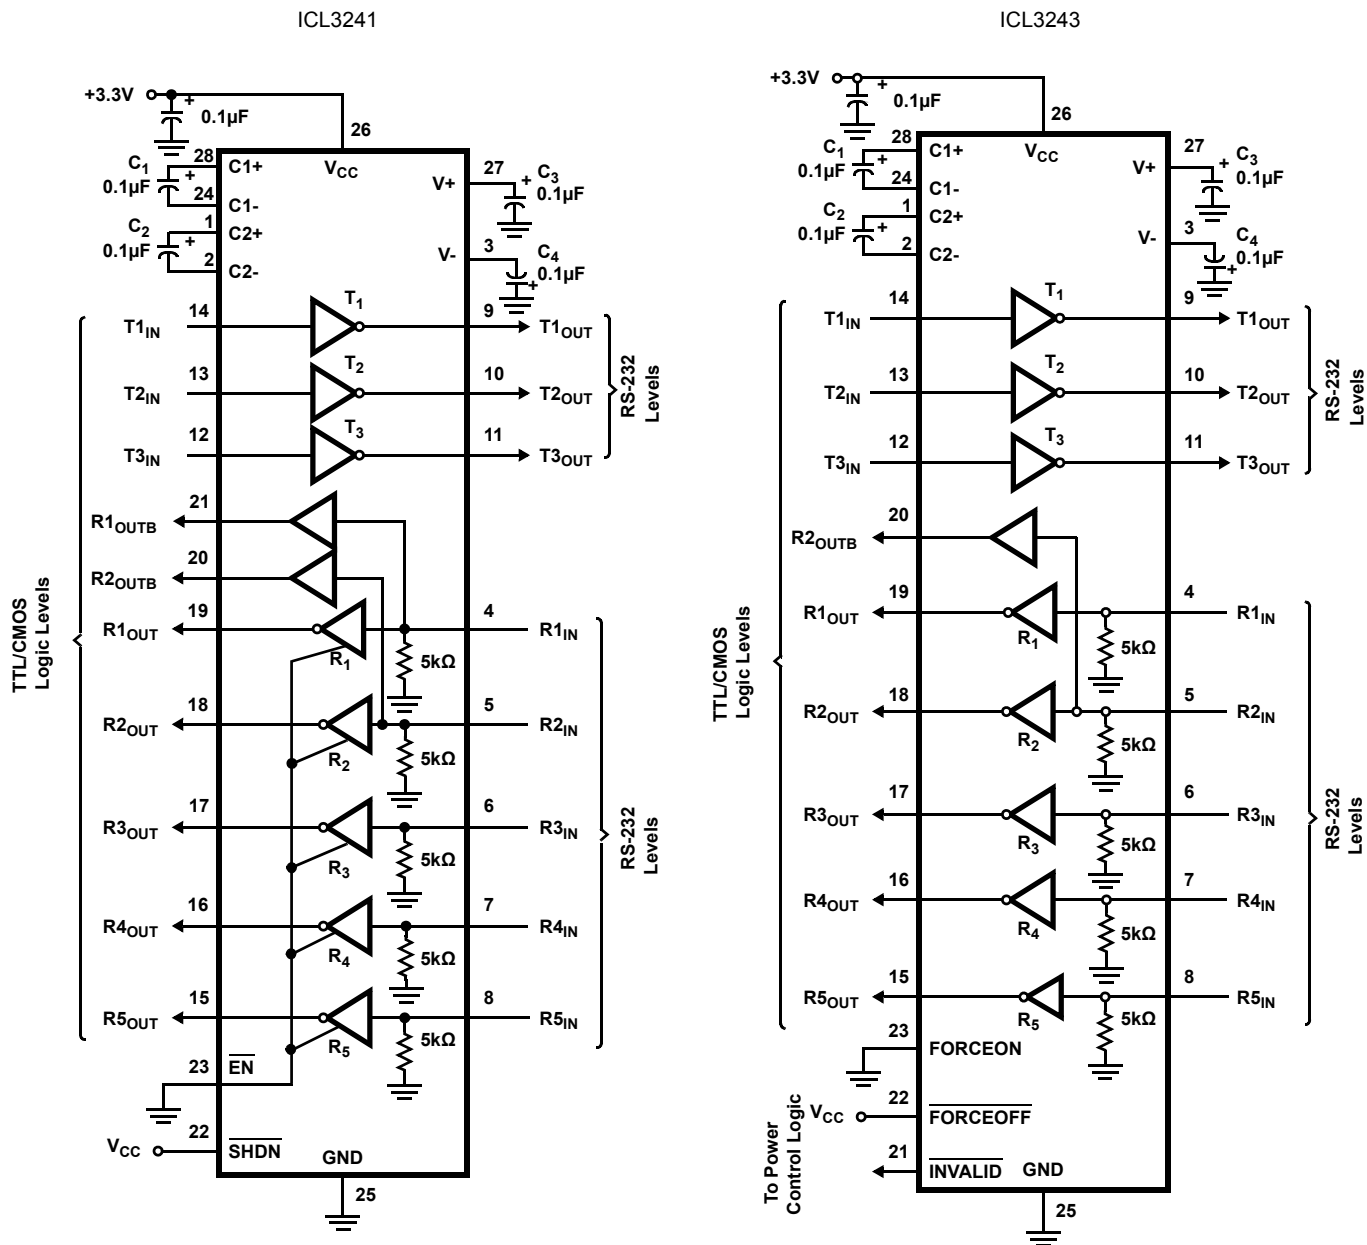 ICL3241
+3.3V
+
0.1µF
26
28
C1+
VCC
C1
0.1µF
+
24
C1-
27
V+
+
C3
0.1µF
1
C2+
C2
0.1µF
+
2
C2-
3
V-
C4
0.1µF
+
T1
14
T1IN
9
T1OUT
T2
13
T2IN
10
T2OUT
T3
12
T3IN
11
T3OUT
RS-232
Levels
21
R1OUTB
20
R2OUTB
19
R1OUT
R1
4
R1IN
5kΩ
18
R2OUT
R2
5
R2IN
5kΩ
17
R3OUT
R3
6
R3IN
5kΩ
16
R4OUT
R4
7
R4IN
5kΩ
15
R5OUT
R5
8
R5IN
5kΩ
TTL/CMOS
Logic Levels
RS-232
Levels
23
EN
VCC
22
SHDN
GND
25
ICL3243
+3.3V
+
0.1µF
26
28
C1+
VCC
C1
0.1µF
+
24
C1-
27
V+
+
C3
0.1µF
1
C2+
C2
0.1µF
+
2
C2-
3
V-
C4
0.1µF
+
T1
14
T1IN
9
T1OUT
T2
13
T2IN
10
T2OUT
T3
12
T3IN
11
T3OUT
RS-232
Levels
20
R2OUTB
19
R1OUT
R1
4
R1IN
5kΩ
18
R2OUT
R2
5
R2IN
5kΩ
17
R3OUT
R3
6
R3IN
5kΩ
16
R4OUT
R4
7
R4IN
5kΩ
15
R5OUT
R5
8
R5IN
5kΩ
TTL/CMOS
Logic Levels
RS-232
Levels
23
FORCEON
VCC
22
FORCEOFF
21
INVALID
GND
To Power
Control Logic
25